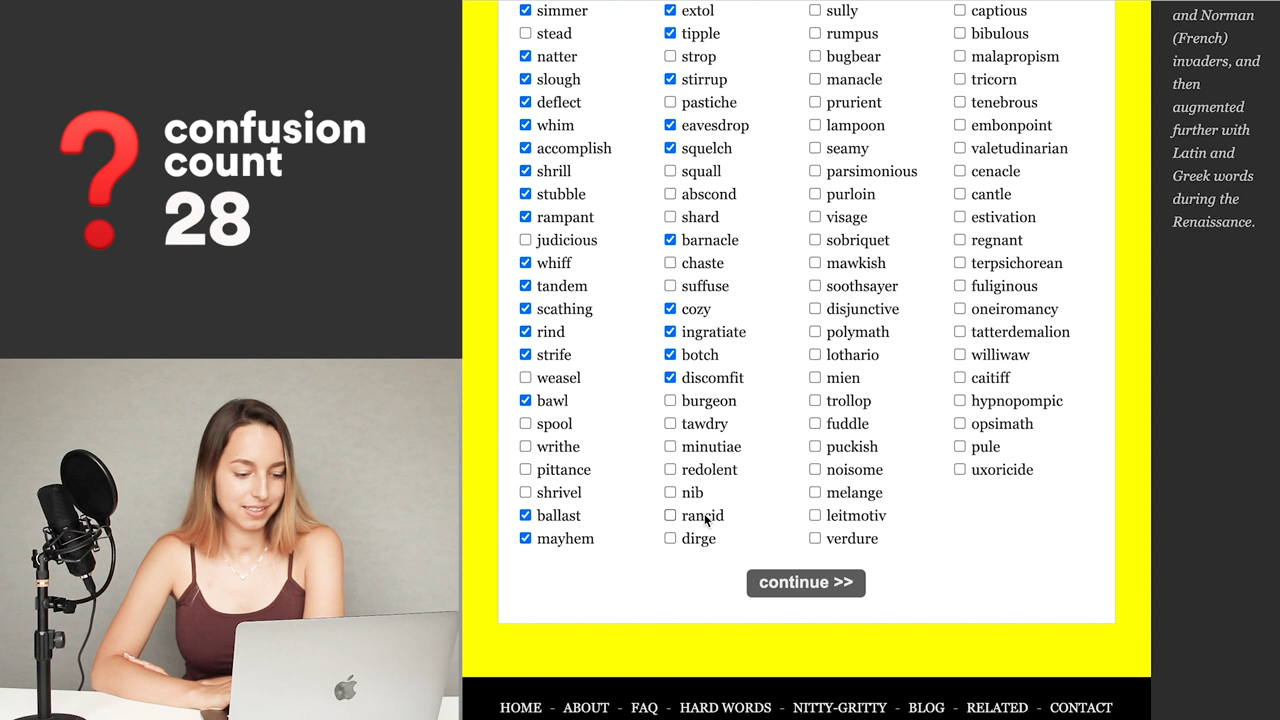 confusion
count
28
simmer
stead
natter
slough
deflect
whim
accomplish
shrill
stubble
rampant
judicious
whiff
tandem
scathing
rind
strife
weasel
bawl
spool
writhe
pittance
shrivel
ballast
mayhem
extol
tipple
strop
stirrup
pastiche
eavesdrop
squelch
squall
abscond
shard
barnacle
chaste
suffuse
cozy
ingratiate
botch
discomfit
burgeon
tawdry
minutiae
redolent
nib
rancid
dirge
sully
rumpus
bugbear
manacle
prurient
lampoon
seamy
parsimonious
purloin
visage
sobriquet
mawkish
soothsayer
disjunctive
polymath
lothario
mien
trollop
fuddle
puckish
noisome
melange
leitmotiv
verdure
captious
bibulous
malapropism
tricorn
tenebrous
embonpoint
valetudinarian
cenacle
cantle
estivation
regnant
terpsichorean
fuliginous
oneiromancy
tatterdemalion
williwaw
caitiff
hypnopompic
opsimath
pule
uxoricide
continue >>
and Norman
(French)
invaders, and
then
augmented
further with
Latin and
Greek words
during the
Renaissance.
HOME - ABOUT - FAQ - HARD WORDS - NITTY-GRITTY - BLOG - RELATED - CONTACT